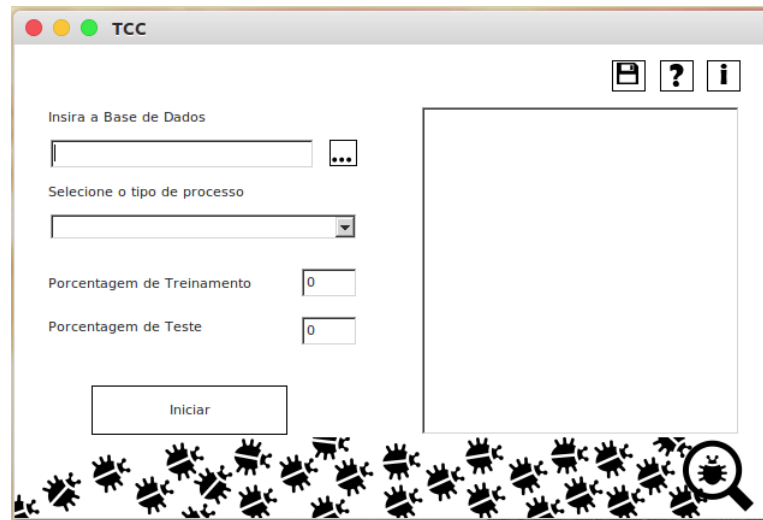 TCC
? i
Insira a Base de Dados
...
Selecione o tipo de processo
Porcentagem de Treinamento 0
Porcentagem de Teste 0
Iniciar